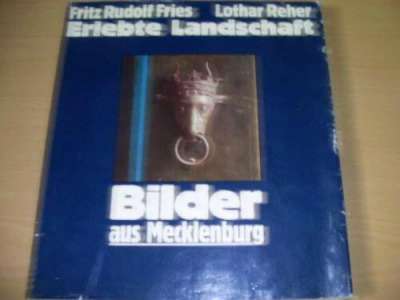 Fritz Rudolf Fries Lothar Reher
Erlebte Landschaft
Bilder
aus Mecklenburg